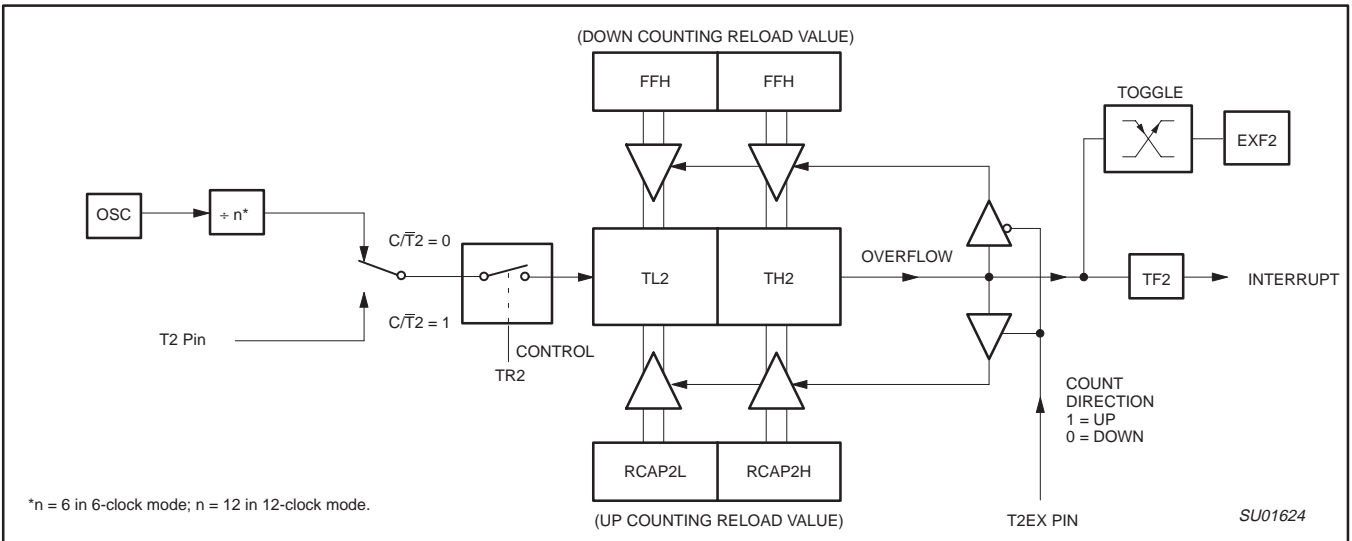 (DOWN COUNTING RELOAD VALUE)
FFH
FFH
TOGGLE
EXF2
OSC
÷ n*
C/T̅2 = 0
TL2
TH2
OVERFLOW
TF2
INTERRUPT
C/T̅2 = 1
T2 Pin
CONTROL
TR2
COUNT
DIRECTION
1 = UP
0 = DOWN
RCAP2L
RCAP2H
*n = 6 in 6-clock mode; n = 12 in 12-clock mode.
(UP COUNTING RELOAD VALUE)
T2EX PIN
SU01624